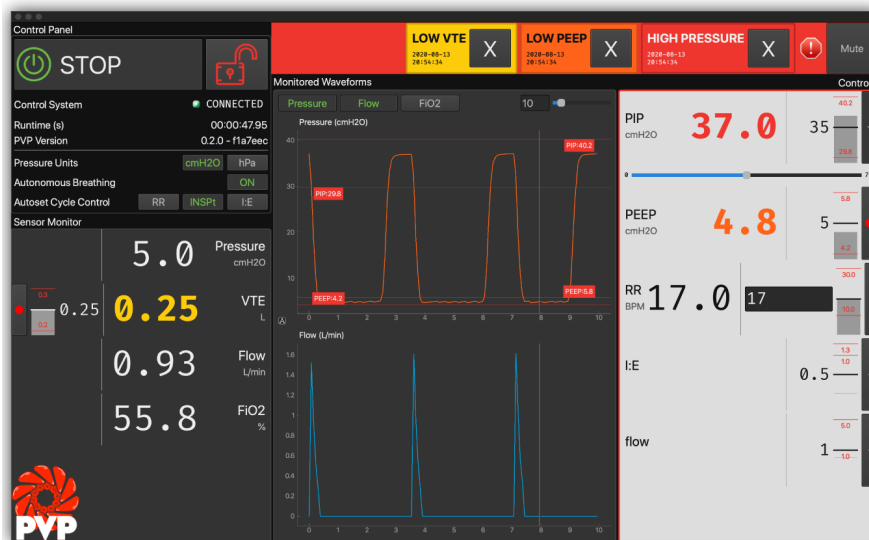 Control Panel
STOP
Control System
CONNECTED
Runtime (s)
00:00:47.95
PVP Version
0.2.0 - f1a7eec
Pressure Units
cmH2O
hPa
Autonomous Breathing
ON
Autoset Cycle Control
RR
INSPt
I:E
Sensor Monitor
5.0
Pressure
cmH2O
0.3
0.2
0.25
0.25
VTE
L
0.93
Flow
L/min
55.8
FiO2
%
PVP
LOW VTE
2020-08-13
20:54:34
X
LOW PEEP
2020-08-13
20:54:34
X
HIGH PRESSURE
2020-08-13
20:54:34
X
Mute
Monitored Waveforms
Pressure
Flow
FiO2
10
Pressure (cmH2O)
40
30
20
10
PIP:29.8
PIP:40.2
PEEP:4.2
PEEP:5.8
A
0 1 2 3 4 5 6 7 8 9 10
Flow (L/min)
1.6
1.4
1.2
1
0.8
0.6
0.4
0.2
0
0 1 2 3 4 5 6 7 8 9 10
Contro
PIP
cmH2O
37.0
35
40.2
29.8
0
7
PEEP
cmH2O
4.8
5
5.8
4.2
RR
BPM
17.0
17
30.0
10.0
I:E
0.5
1.3
1.0
flow
1
5.0
1.0